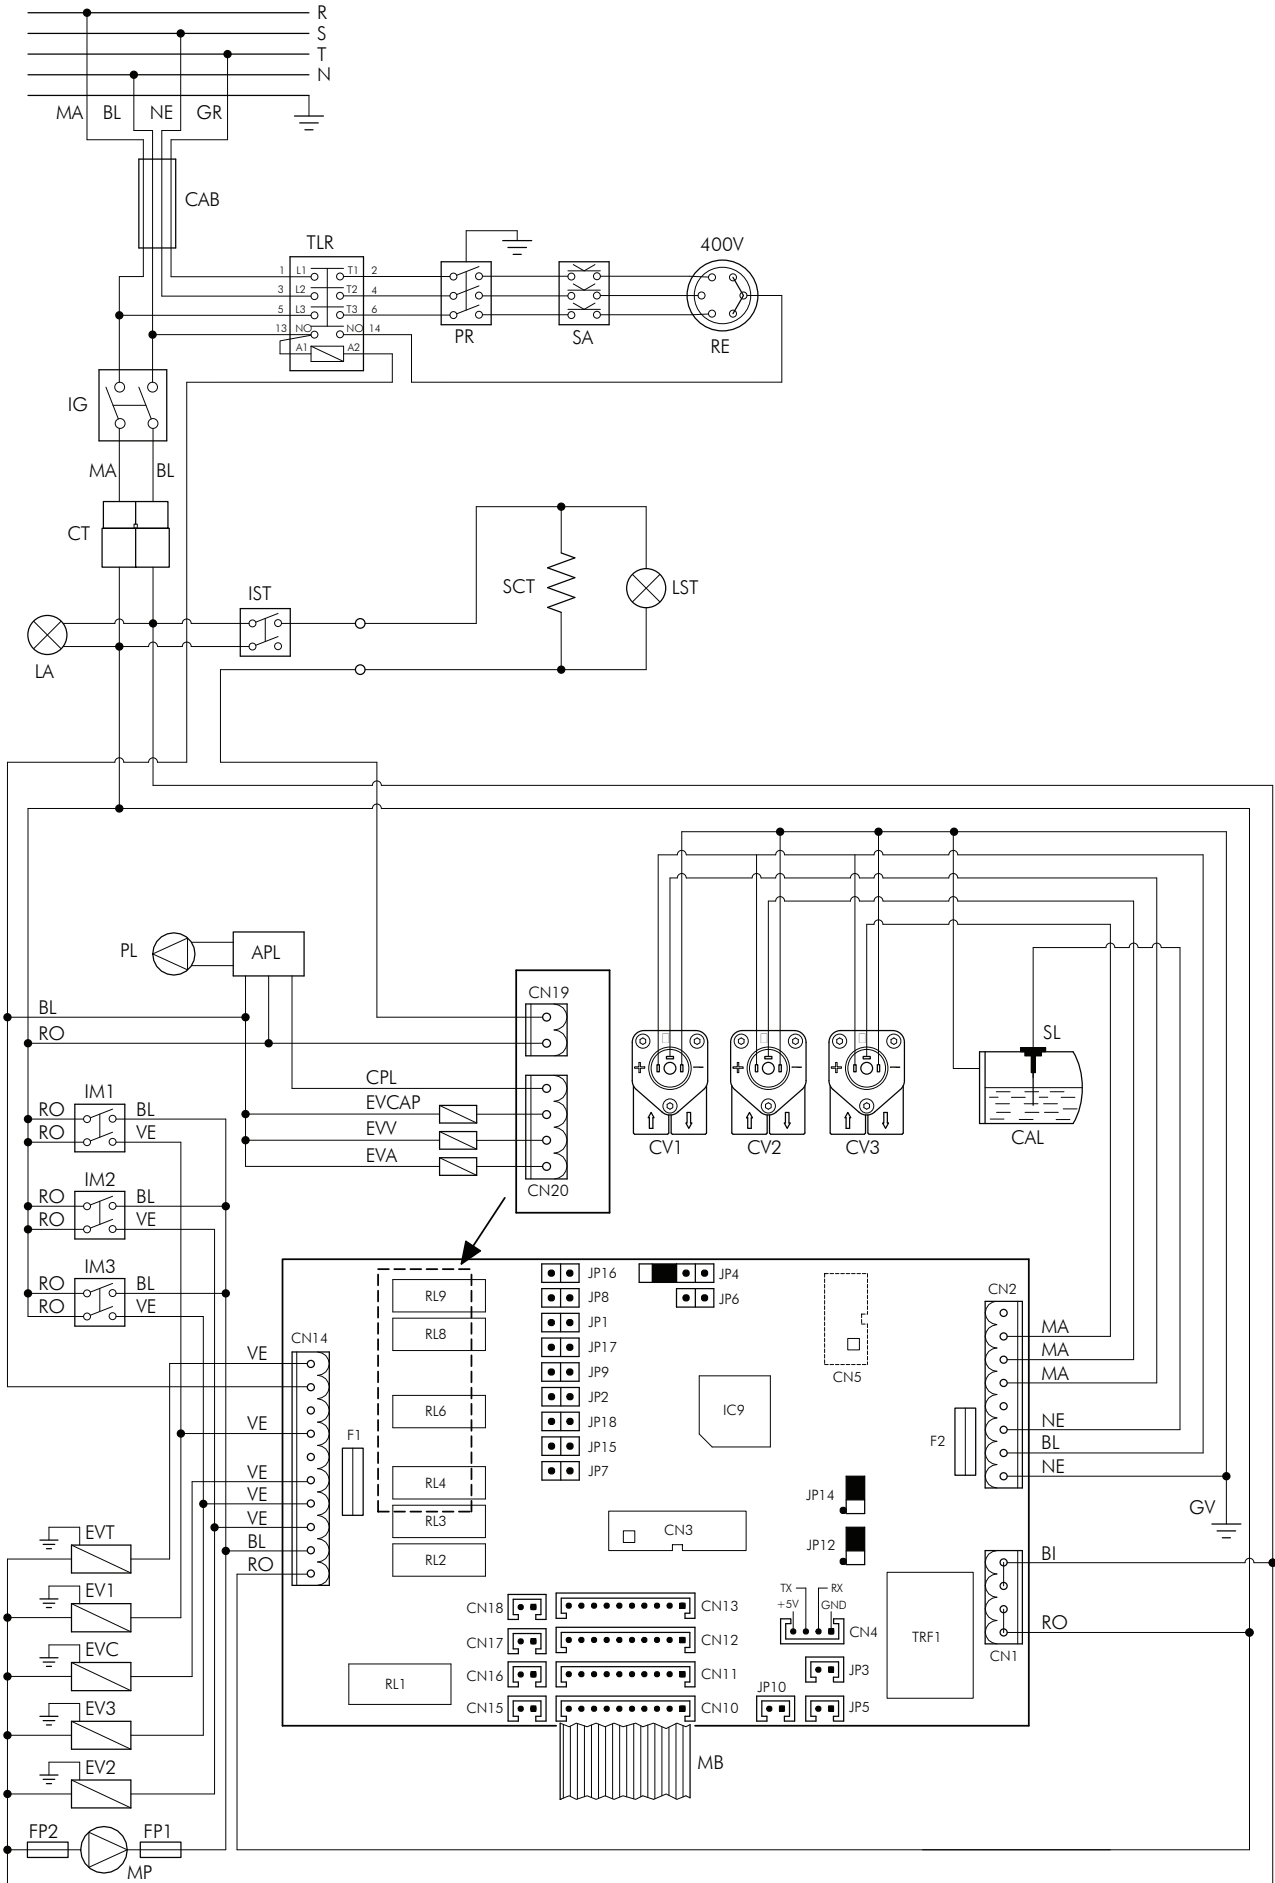 R
S
T
N
MA BL NE GR
CAB
TLR
400V
1 L1 T1 2
3 L2 T2 4
5 L3 T3 6
13 NO NO 14
A1 A2
PR
SA
RE
IG
MA BL
CT
IST
SCT
LST
LA
PL
APL
BL
RO
CN19
CPL
EVCAP
EVV
EVA
CN20
+ − + − + −
CV1
CV2
CV3
SL
CAL
IM1
RO BL
RO VE
IM2
RO BL
RO VE
IM3
RO BL
RO VE
CN14
VE
VE
VE
VE
VE
BL
RO
F1
RL9
RL8
RL6
RL4
RL3
RL2
RL1
JP16
JP8
JP1
JP17
JP9
JP2
JP18
JP15
JP7
JP4
JP6
CN5
IC9
JP14
JP12
CN3
CN2
MA
MA
MA
NE
BL
NE
F2
GV
BI
RO
CN1
TX RX
+5V GND
CN4
TRF1
JP3
JP10
JP5
CN18
CN17
CN16
CN15
CN13
CN12
CN11
CN10
MB
EVT
EV1
EVC
EV3
EV2
FP2
FP1
MP